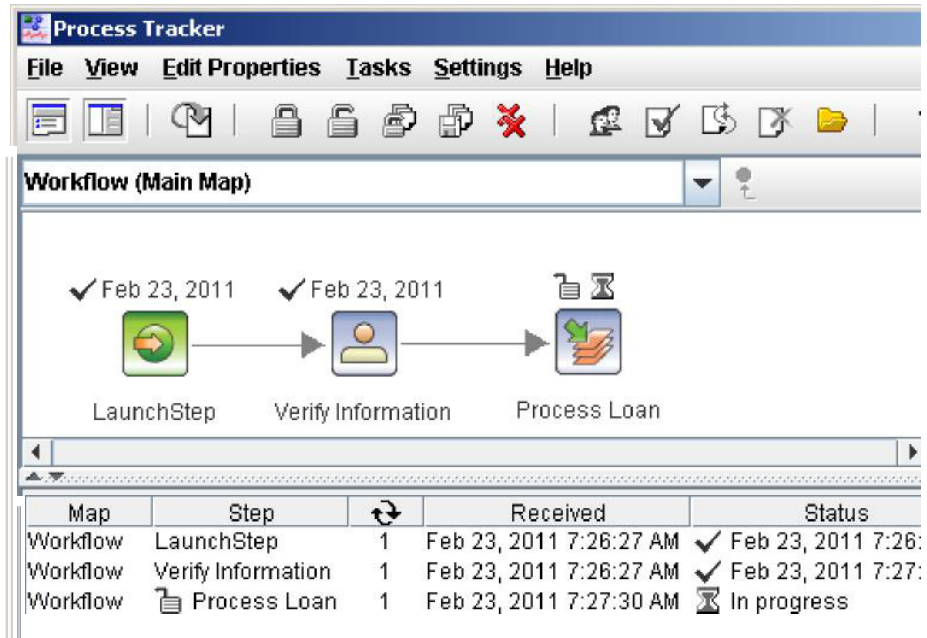 Process Tracker
File View Edit Properties Tasks Settings Help
Workflow (Main Map)
Feb 23, 2011 Feb 23, 2011
LaunchStep Verify Information Process Loan
Map Step Received Status
Workflow LaunchStep 1 Feb 23, 2011 7:26:27 AM Feb 23, 2011 7:26:
Workflow Verify Information 1 Feb 23, 2011 7:26:27 AM Feb 23, 2011 7:27:
Workflow Process Loan 1 Feb 23, 2011 7:27:30 AM In progress